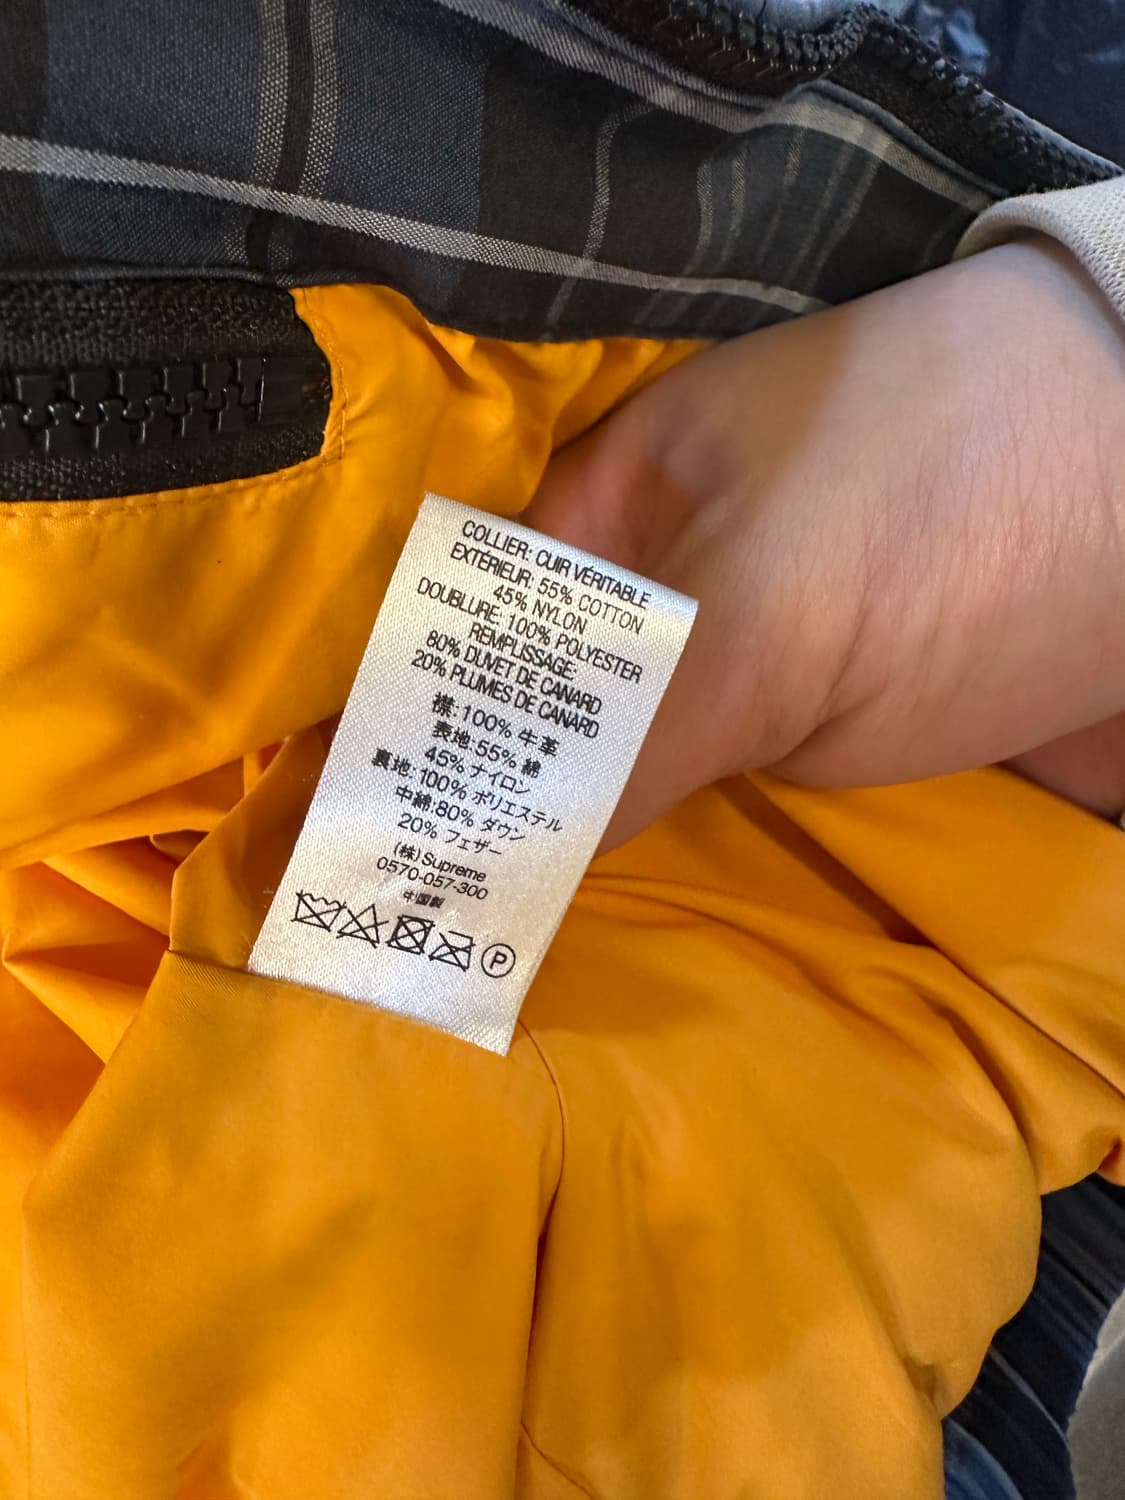 COLLIER: CUIR VÉRITABLE
EXTÉRIEUR: 55% COTTON
45% NYLON
DOUBLURE: 100% POLYESTER
REMPLISSAGE:
80% DUVET DE CANARD
20% PLUMES DE CANARD
襟:100% 牛革
表地:55% 綿
45% ナイロン
裏地:100% ポリエステル
中綿:80% ダウン
20% フェザー
(株)Supreme
0570-057-300
中国製
P